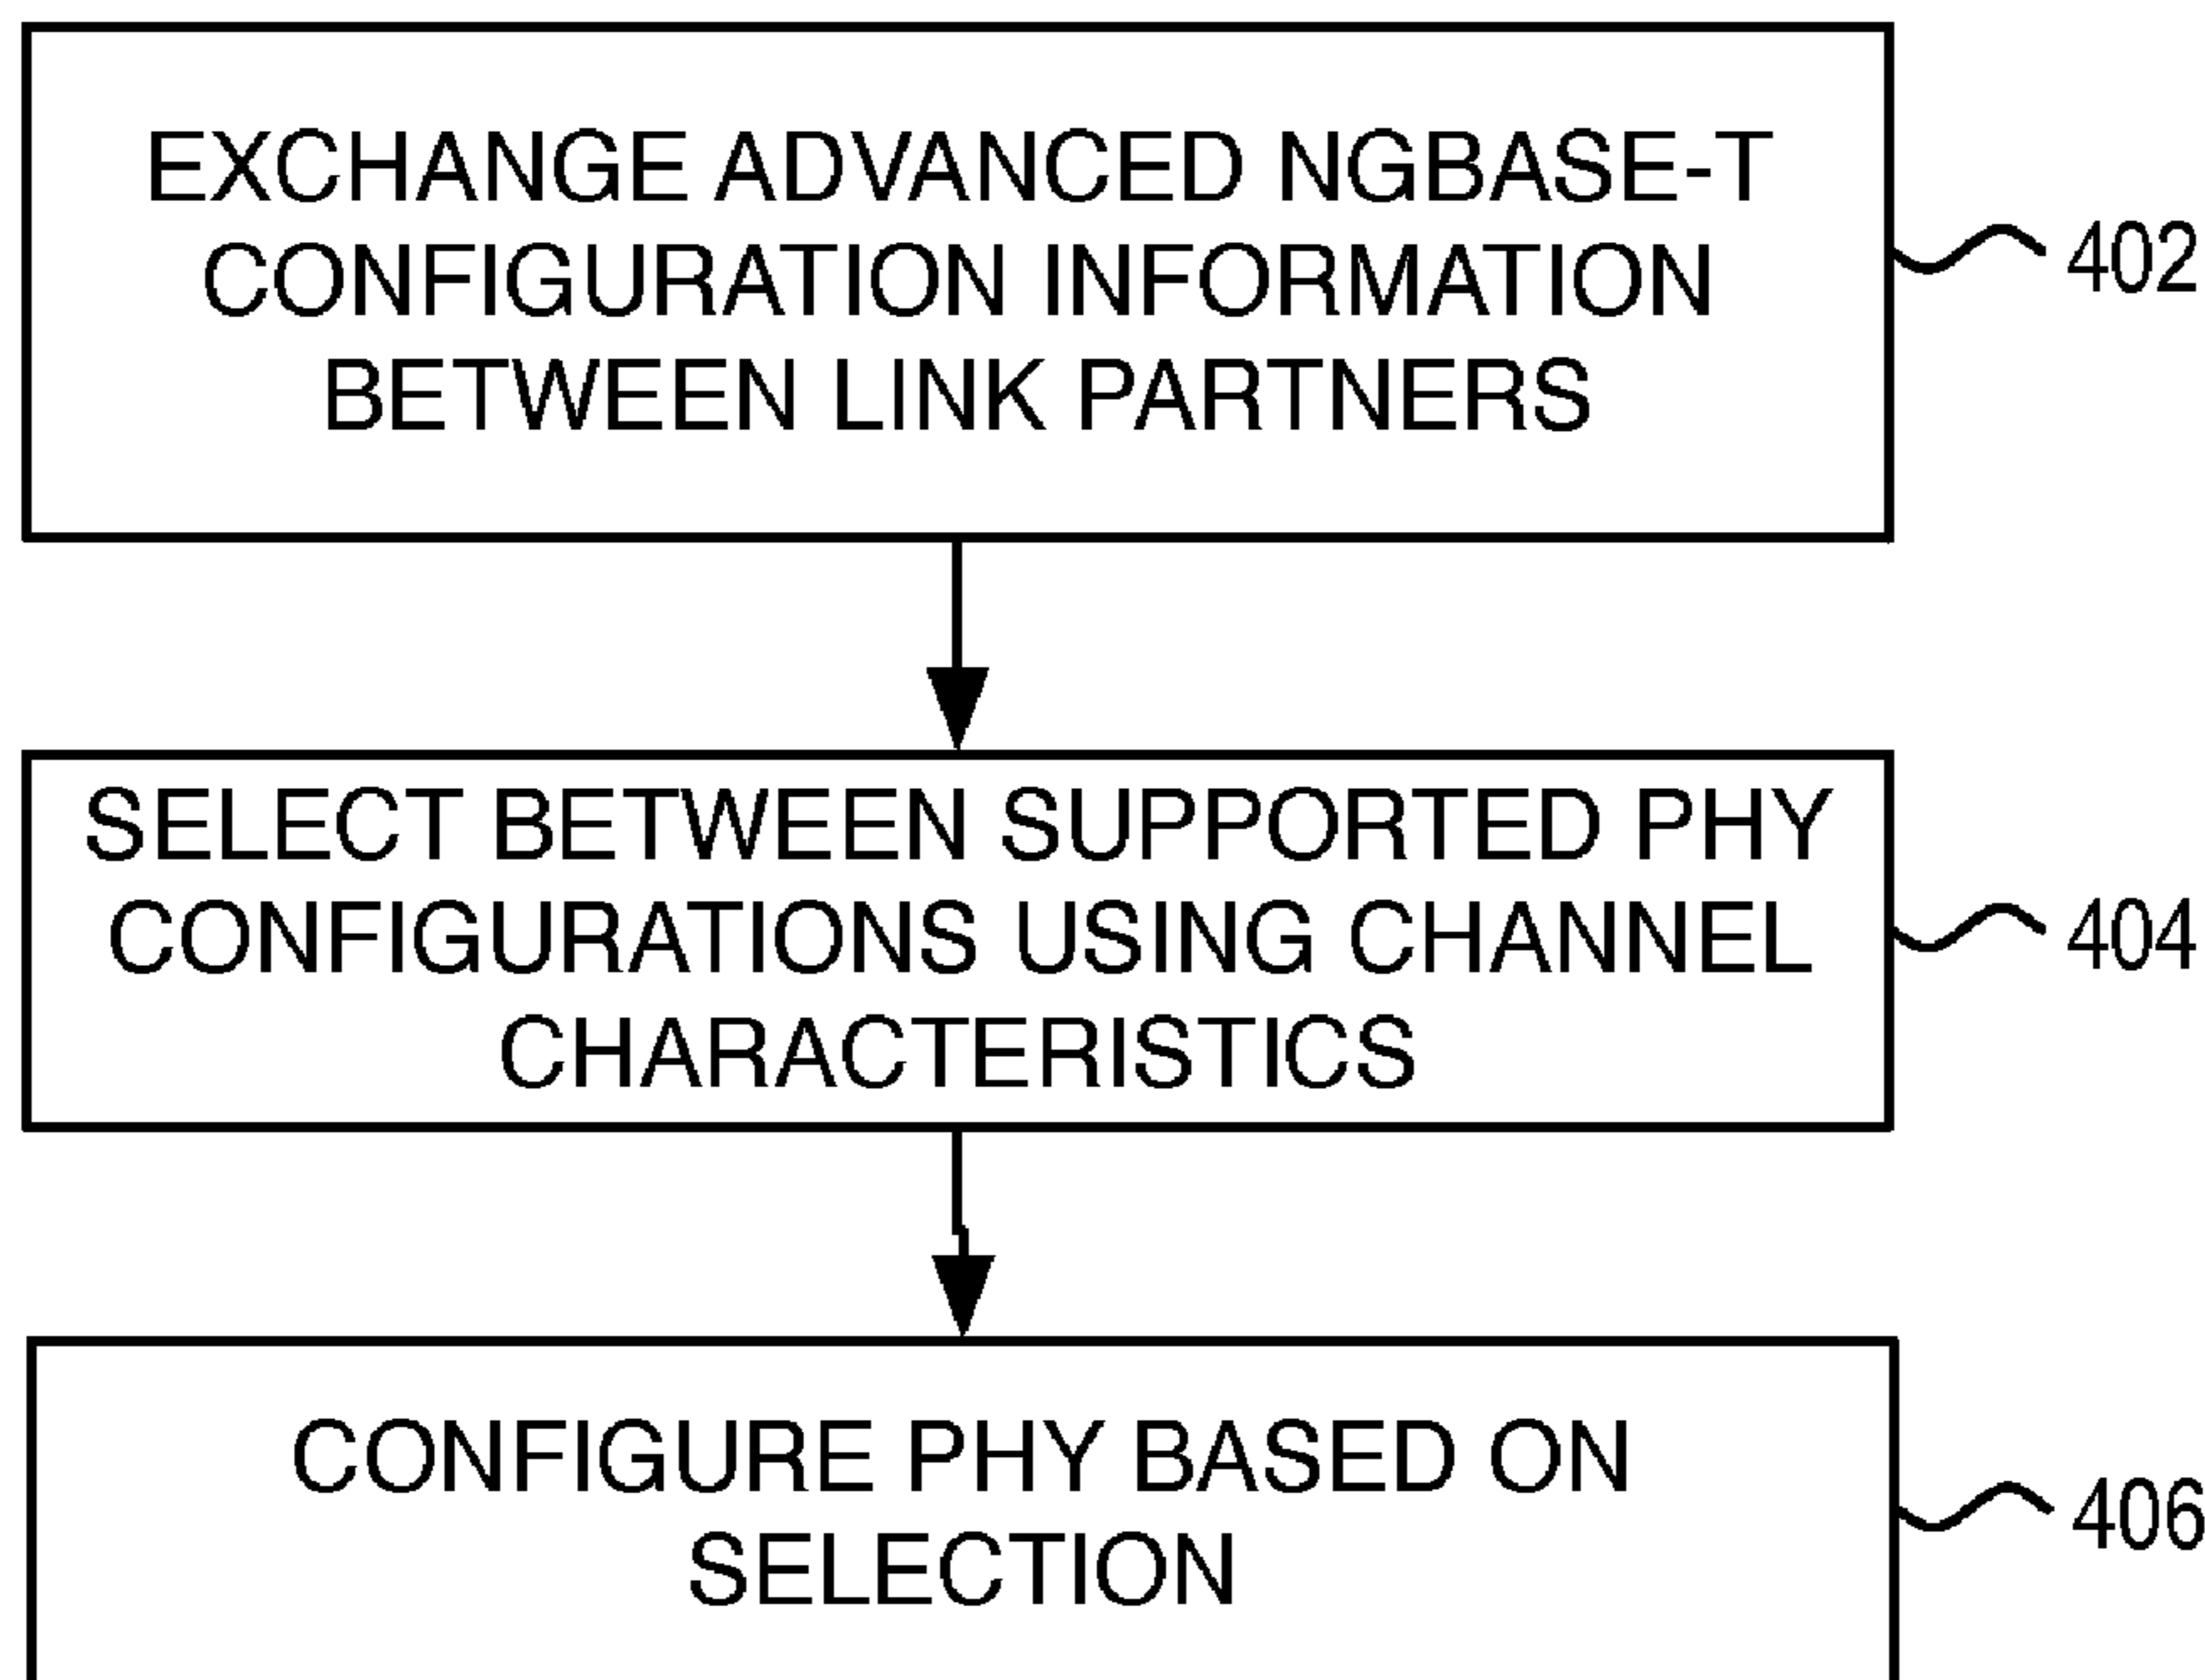 EXCHANGE ADVANCED NGBASE-T
CONFIGURATION INFORMATION
BETWEEN LINK PARTNERS
402
SELECT BETWEEN SUPPORTED PHY
CONFIGURATIONS USING CHANNEL
CHARACTERISTICS
404
CONFIGURE PHY BASED ON
SELECTION
406